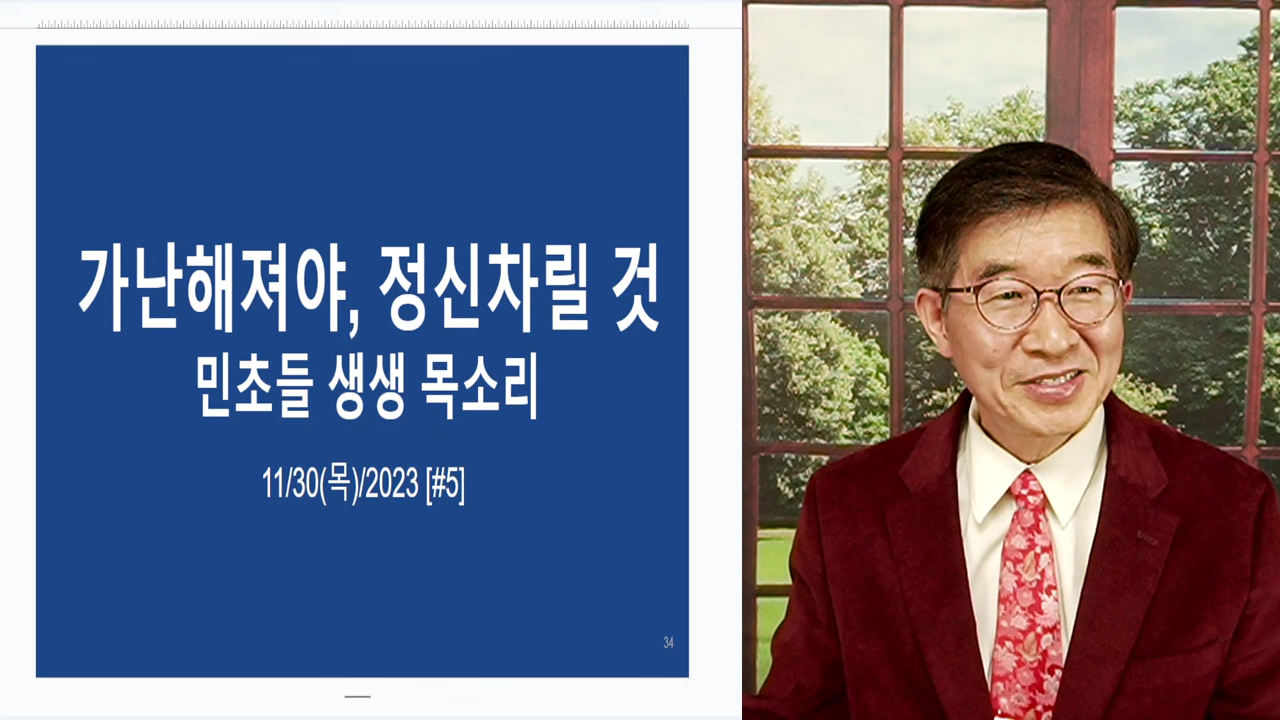 가난해져야, 정신차릴 것
민초들 생생 목소리
11/30(목)/2023 [#5]
34